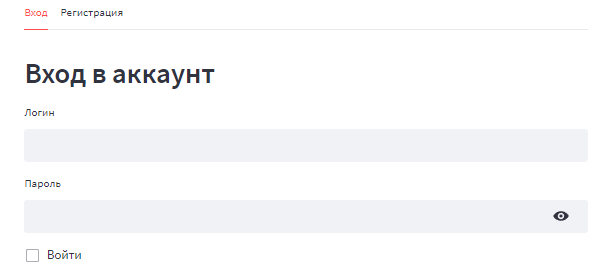 Вход Регистрация
Вход в аккаунт
Логин
Пароль
Войти